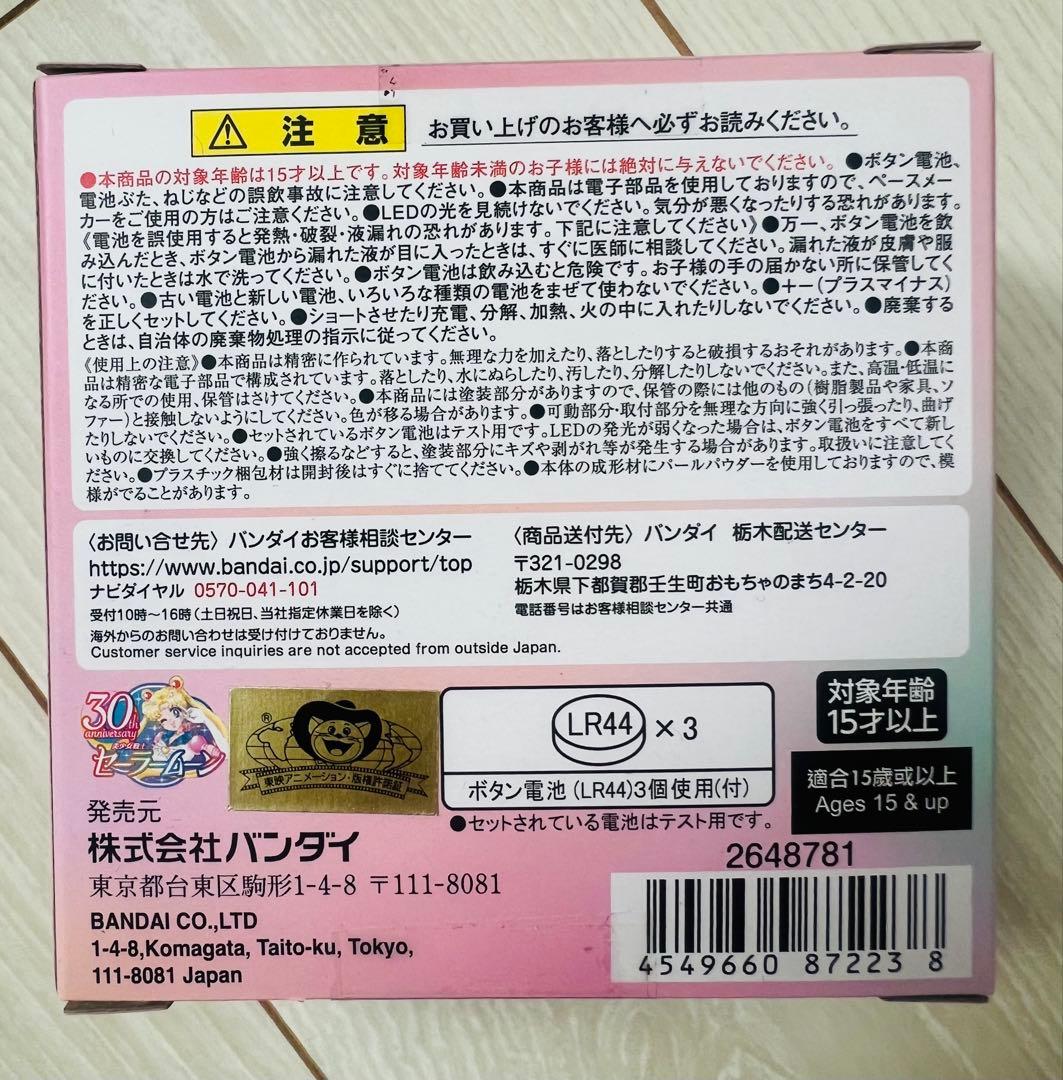 注意 お買い上げのお客様へ必ずお読みください。
●本商品の対象年齢は15才以上です。対象年齢未満のお子様には絶対に与えないでください。●ボタン電池、
電池ぶた、ねじなどの誤飲事故に注意してください。●本商品は電子部品を使用しておりますので、ペースメー
カーをご使用の方はご注意ください。●LEDの光を見続けないでください。気分が悪くなったりする恐れがあります。
《電池を誤使用すると発熱・破裂・液漏れの恐れがあります。下記に注意してください》●万一、ボタン電池を飲
み込んだとき、ボタン電池から漏れた液が目に入ったときは、すぐに医師に相談してください。漏れた液が皮膚や服
に付いたときは水で洗ってください。●ボタン電池は飲み込むと危険です。お子様の手の届かない所に保管してく
ださい。●古い電池と新しい電池、いろいろな種類の電池をまぜて使わないでください。●＋－（プラスマイナス）
を正しくセットしてください。●ショートさせたり充電、分解、加熱、火の中に入れたりしないでください。●廃棄する
ときは、自治体の廃棄物処理の指示に従ってください。
《使用上の注意》●本商品は精密に作られています。無理な力を加えたり、落としたりすると破損するおそれがあります。●本商
品は精密な電子部品で構成されています。落としたり、水にぬらしたり、汚したり、分解したりしないでください。また、高温・低温に
なる所での使用、保管はさけてください。●本商品には塗装部分がありますので、保管の際には他のもの（樹脂製品や家具、ソ
ファー）と接触しないようにしてください。色が移る場合があります。●可動部分・取付部分を無理な方向に強く引っ張ったり、曲げ
たりしないでください。●セットされているボタン電池はテスト用です。LEDの発光が弱くなった場合は、ボタン電池をすべて新し
いものに交換してください。●強く擦るなどすると、塗装部分にキズや剥がれ等が発生する場合があります。取扱いに注意してく
ださい。●プラスチック梱包材は開封後はすぐに捨ててください。●本体の成形材にパールパウダーを使用しておりますので、模
様がでることがあります。
〈お問い合せ先〉バンダイお客様相談センター
https://www.bandai.co.jp/support/top
ナビダイヤル 0570-041-101
受付10時～16時（土日祝日、当社指定休業日を除く）
海外からのお問い合わせは受け付けておりません。
Customer service inquiries are not accepted from outside Japan.
〈商品送付先〉バンダイ 栃木配送センター
〒321-0298
栃木県下都賀郡壬生町おもちゃのまち4-2-20
電話番号はお客様相談センター共通
30th
anniversary
美少女戦士
セーラームーン
®
東映アニメーション・版権許諾証
LR44 ×3
ボタン電池（LR44）3個使用（付）
●セットされている電池はテスト用です。
対象年齢
15才以上
適合15歳或以上
Ages 15 & up
発売元
株式会社バンダイ
東京都台東区駒形1-4-8 〒111-8081
BANDAI CO.,LTD
1-4-8,Komagata, Taito-ku, Tokyo,
111-8081 Japan
2648781
4549660 87223 8